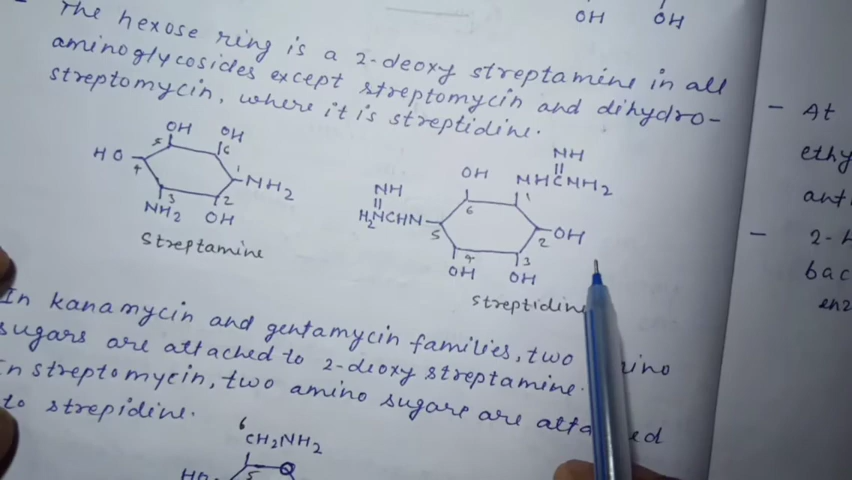 OH OH
The hexose ring is a 2-deoxy streptamine in all
aminoglycosides except streptomycin and dihydro-
streptomycin, where it is streptidine.
OH
OH
5
6
HO
4
1
NH2
3
2
NH2
OH
Streptamine
NH
NHCNH2
OH
1
6
NH
H2NCHN
5
2
OH
4
3
OH
OH
Streptidine
In kanamycin and gentamycin families, two
sugars are attached to 2-deoxy streptamine.
In streptomycin, two amino sugars are
to strepidine.
6
CH2NH2
5
O
HO
- At
ethy
ant
- 2-
bac
enz